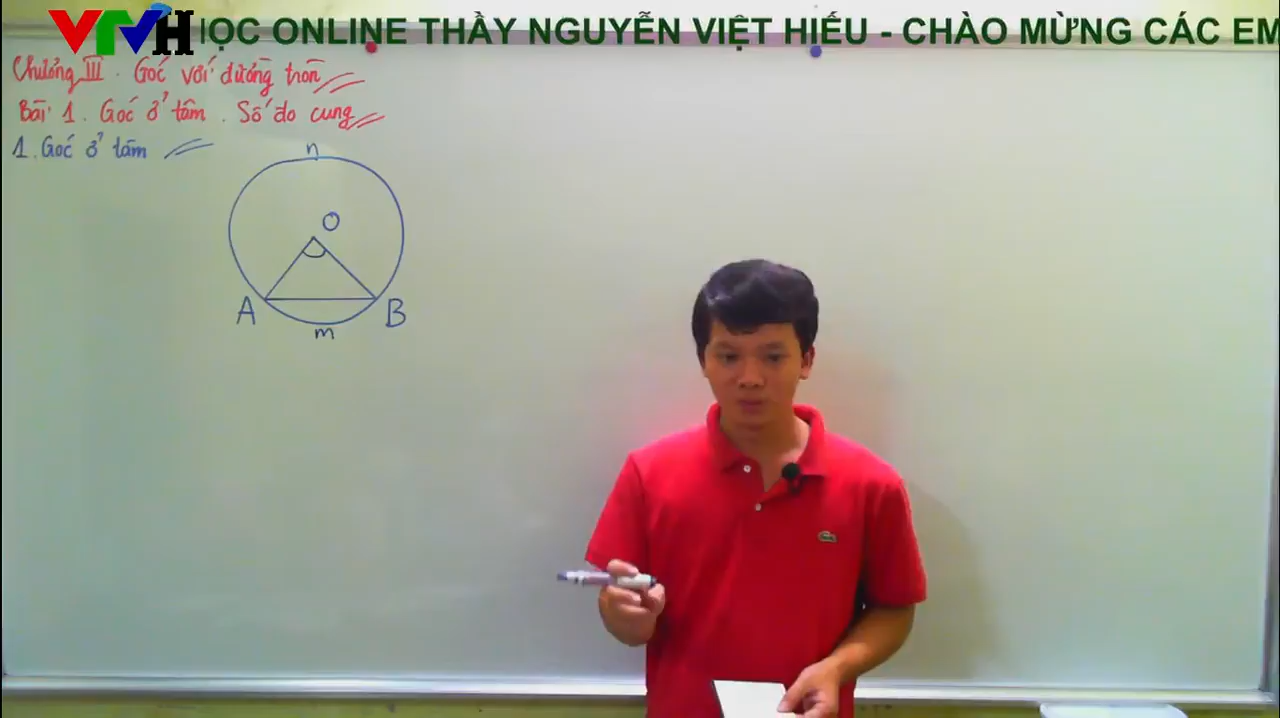 VTVH
HỌC ONLINE THẦY NGUYỄN VIỆT HIẾU - CHÀO MỪNG CÁC EM
Chương III. Góc với đường tròn
Bài 1. Góc ở tâm. Số đo cung
1. Góc ở tâm
n
O
A
B
m